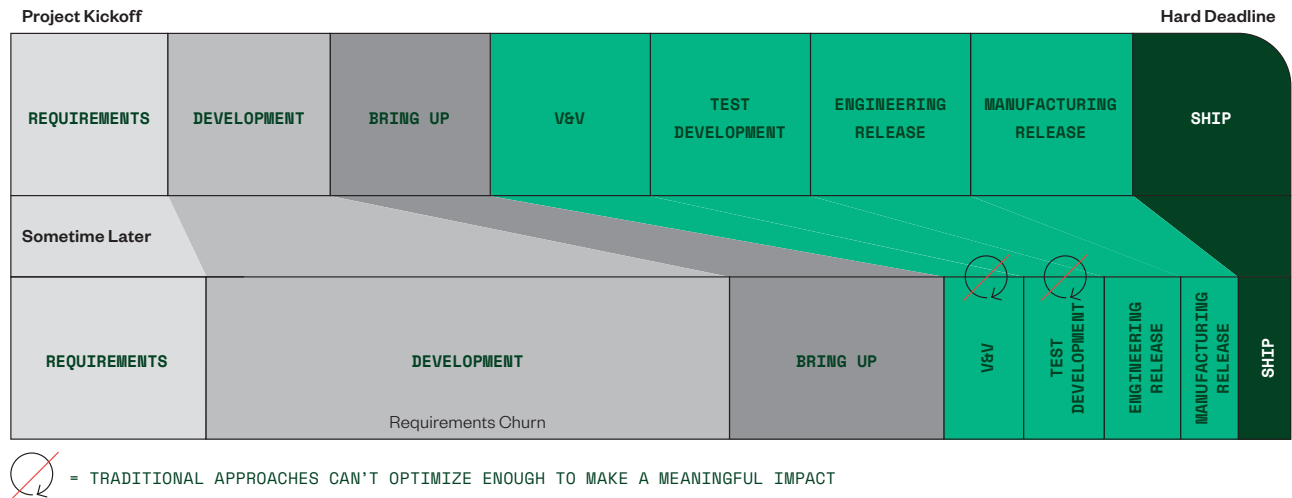 Project Kickoff
Hard Deadline
REQUIREMENTS
DEVELOPMENT
BRING UP
V&V
TEST
DEVELOPMENT
ENGINEERING
RELEASE
MANUFACTURING
RELEASE
SHIP
Sometime Later
REQUIREMENTS
DEVELOPMENT
Requirements Churn
BRING UP
V&V
TEST
DEVELOPMENT
ENGINEERING
RELEASE
MANUFACTURING
RELEASE
SHIP
= TRADITIONAL APPROACHES CAN'T OPTIMIZE ENOUGH TO MAKE A MEANINGFUL IMPACT